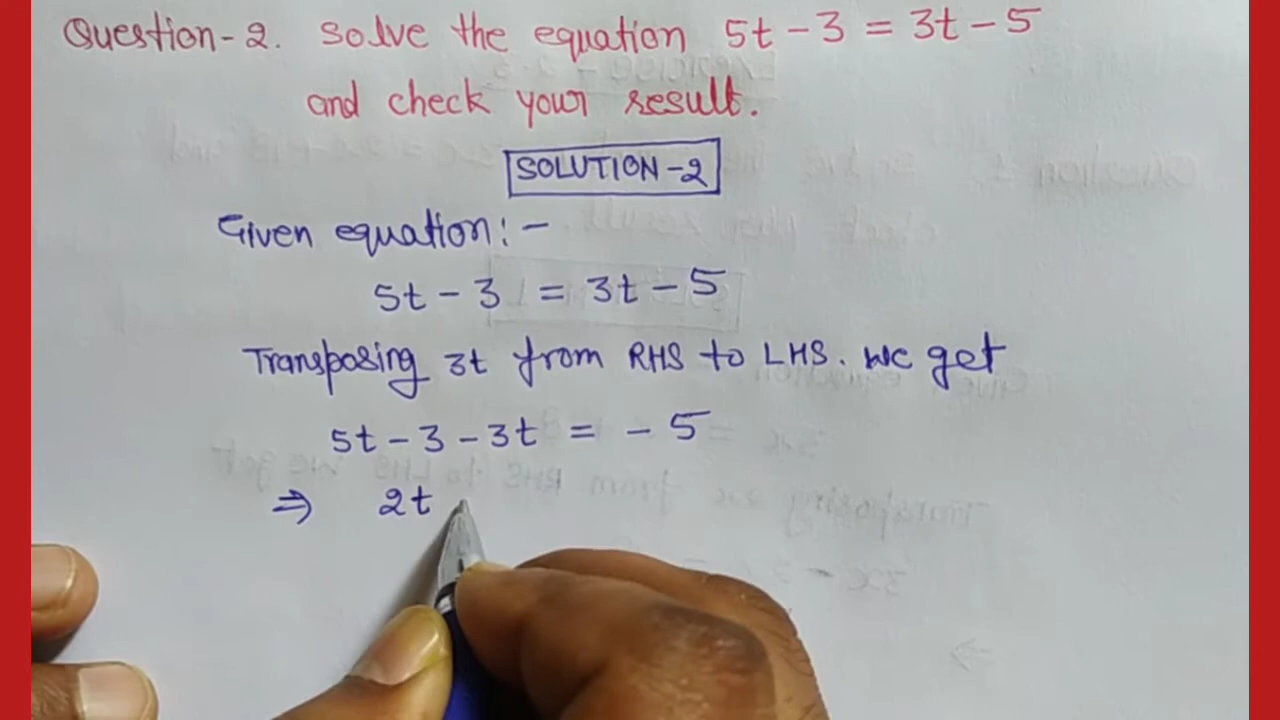 Question-2. Solve the equation 5t - 3 = 3t - 5
and check your result.
SOLUTION-2
Given equation:-
5t - 3 = 3t - 5
Transposing 3t from RHS to LHS. we get
5t - 3 - 3t = - 5
⇒ 2t